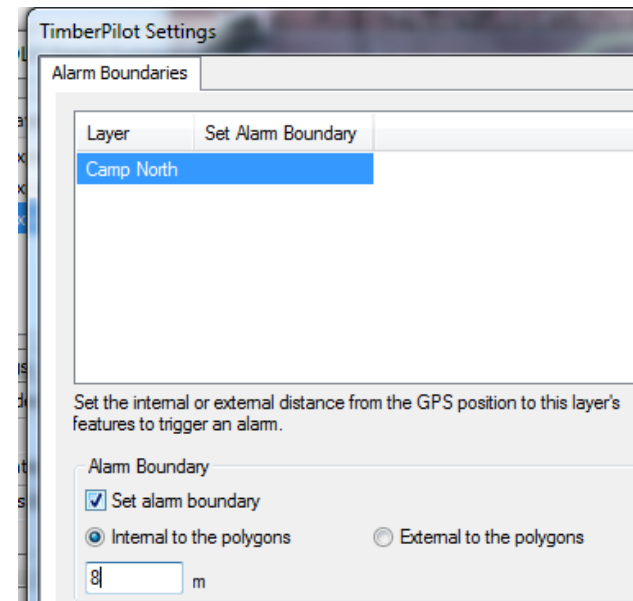 TimberPilot Settings
Alarm Boundaries
Layer Set Alarm Boundary
Camp North
Set the internal or external distance from the GPS position to this layer's
features to trigger an alarm.
Alarm Boundary
Set alarm boundary
Internal to the polygons External to the polygons
8 m